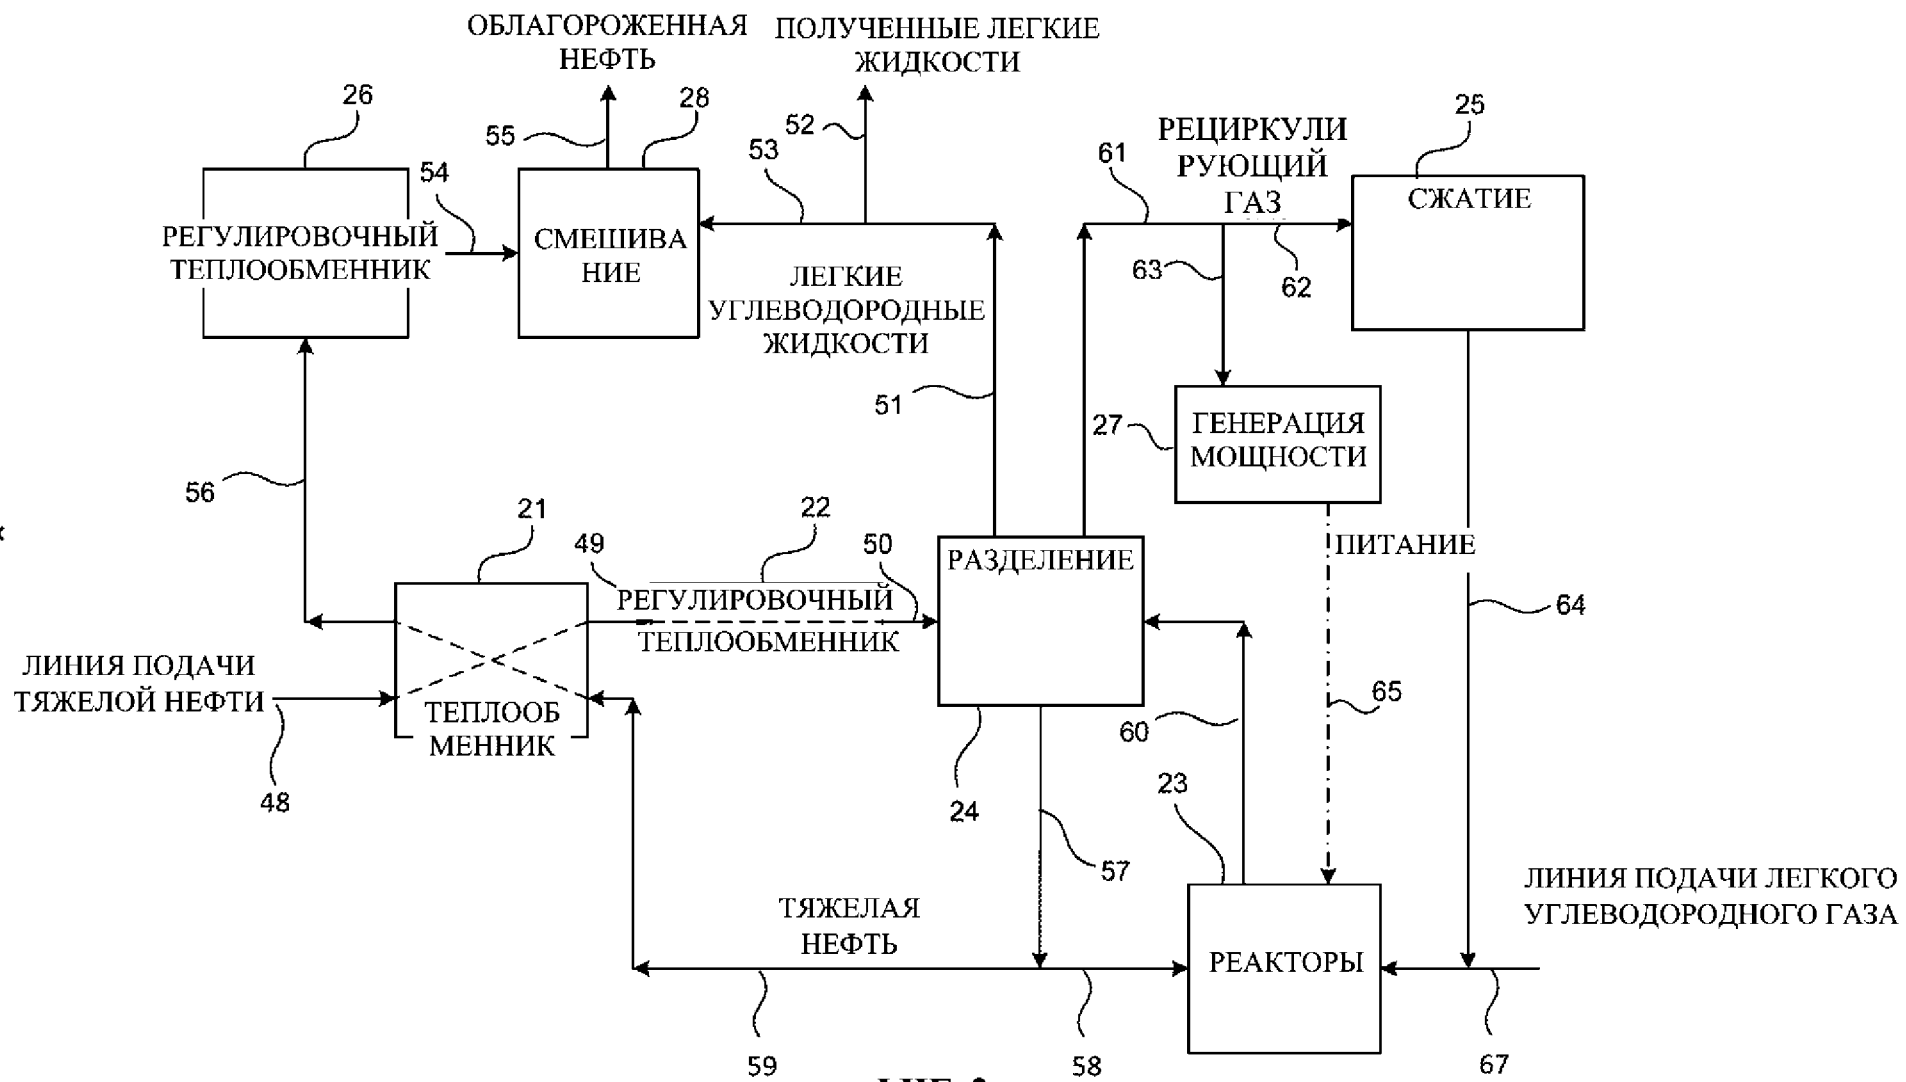 ОБЛАГОРОЖЕННАЯ
НЕФТЬ
ПОЛУЧЕННЫЕ ЛЕГКИЕ
ЖИДКОСТИ
26
28
25
55
52
РЕЦИРКУЛИ
РУЮЩИЙ
ГАЗ
53
61
54
СЖАТИЕ
РЕГУЛИРОВОЧНЫЙ
ТЕПЛООБМЕННИК
СМЕШИВА
НИЕ
63
62
ЛЕГКИЕ
УГЛЕВОДОРОДНЫЕ
ЖИДКОСТИ
51
27
ГЕНЕРАЦИЯ
МОЩНОСТИ
56
21
22
49
50
ПИТАНИЕ
РАЗДЕЛЕНИЕ
РЕГУЛИРОВОЧНЫЙ
ТЕПЛООБМЕННИК
64
ЛИНИЯ ПОДАЧИ
ТЯЖЕЛОЙ НЕФТИ
65
ТЕПЛООБ
МЕННИК
60
48
24
23
57
ЛИНИЯ ПОДАЧИ ЛЕГКОГО
УГЛЕВОДОРОДНОГО ГАЗА
ТЯЖЕЛАЯ
НЕФТЬ
РЕАКТОРЫ
59
58
67